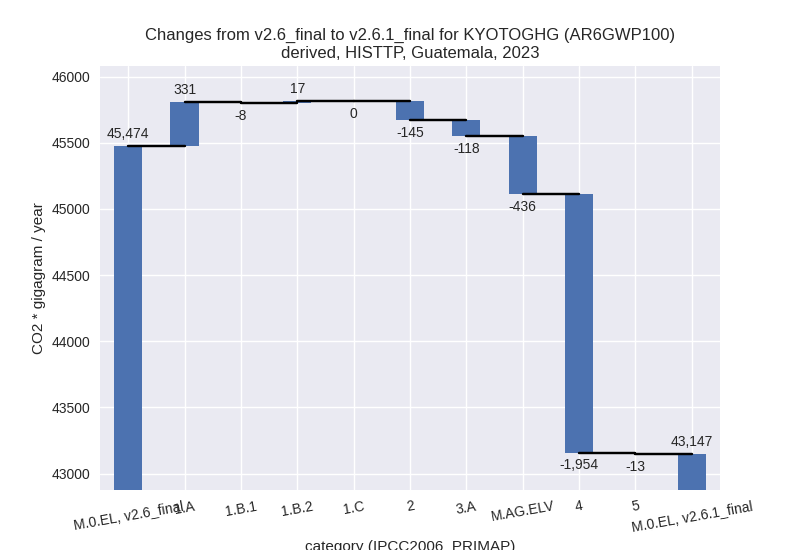 Changes from v2.6_final to v2.6.1_final for KYOTOGHG (AR6GWP100)
derived, HISTTP, Guatemala, 2023
CO2 * gigagram / year
46000
45500
45000
44500
44000
43500
43000
45,474
331
-8
17
0
-145
-118
-436
-1,954
-13
43,147
M.0.EL, v2.6_final
1.A
1.B.1
1.B.2
1.C
2
3.A
M.AG.ELV
4
5
M.0.EL, v2.6.1_final
category (IPCC2006_PRIMAP)